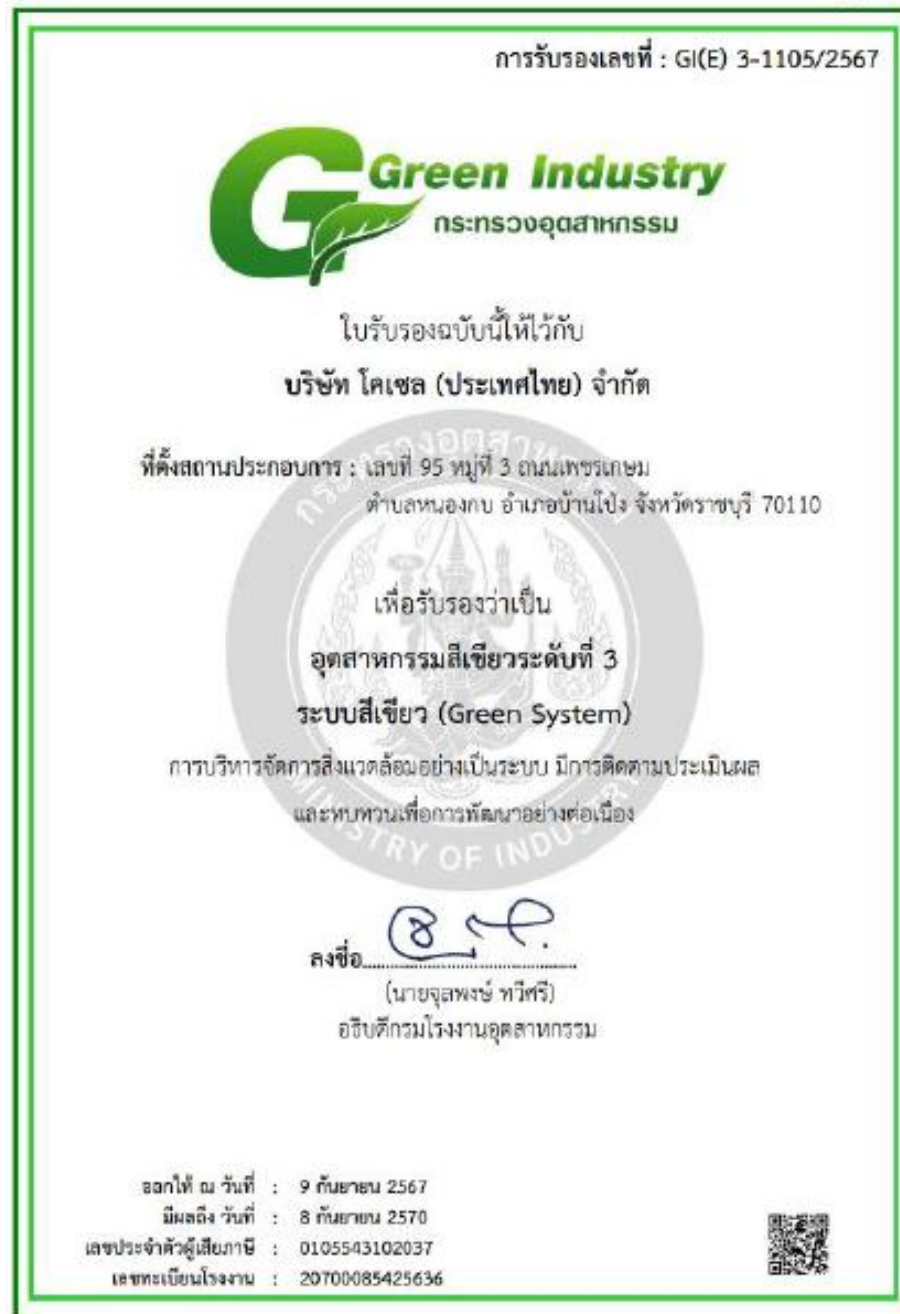 การรับรองเลขที่ : GI(E) 3-1105/2567
Green Industry
กระทรวงอุตสาหกรรม
ใบรับรองฉบับนี้ให้ไว้กับ
บริษัท โคเซล (ประเทศไทย) จำกัด
ที่ตั้งสถานประกอบการ : เลขที่ 95 หมู่ที่ 3 ถนนเพชรเกษม
ตำบลหนองกบ อำเภอบ้านโป่ง จังหวัดราชบุรี 70110
กระทรวงอุตสาหกรรม
เพื่อรับรองว่าเป็น
อุตสาหกรรมสีเขียวระดับที่ 3
ระบบสีเขียว (Green System)
การบริหารจัดการสิ่งแวดล้อมอย่างเป็นระบบ มีการติดตามประเมินผล
และทบทวนเพื่อการพัฒนาอย่างต่อเนื่อง
MINISTRY OF INDUSTRY
ลงชื่อ
(นายจุลพงษ์ ทวีศรี)
อธิบดีกรมโรงงานอุตสาหกรรม
ออกให้ ณ วันที่ : 9 กันยายน 2567
มีผลถึง วันที่ : 8 กันยายน 2570
เลขประจำตัวผู้เสียภาษี : 0105543102037
เลขทะเบียนโรงงาน : 20700085425636